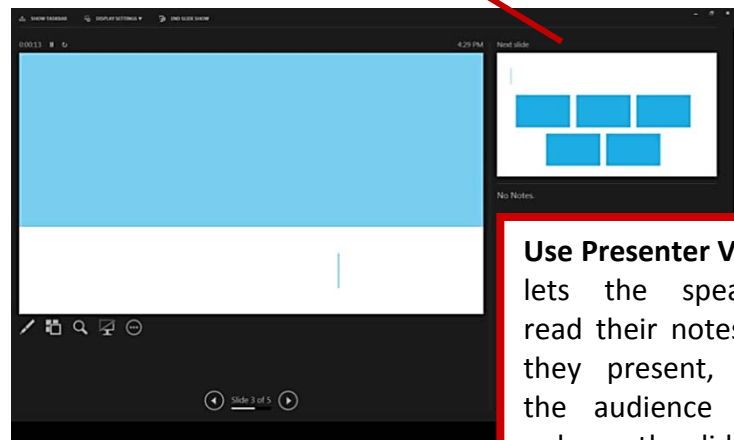 SHOW TASKBAR DISPLAY SETTINGS ▾ END SLIDE SHOW
0:00:13 4:29 PM Next slide
No Notes.
Use Presenter V
lets the spea
read their notes
they present,
the audience
Slide 3 of 5